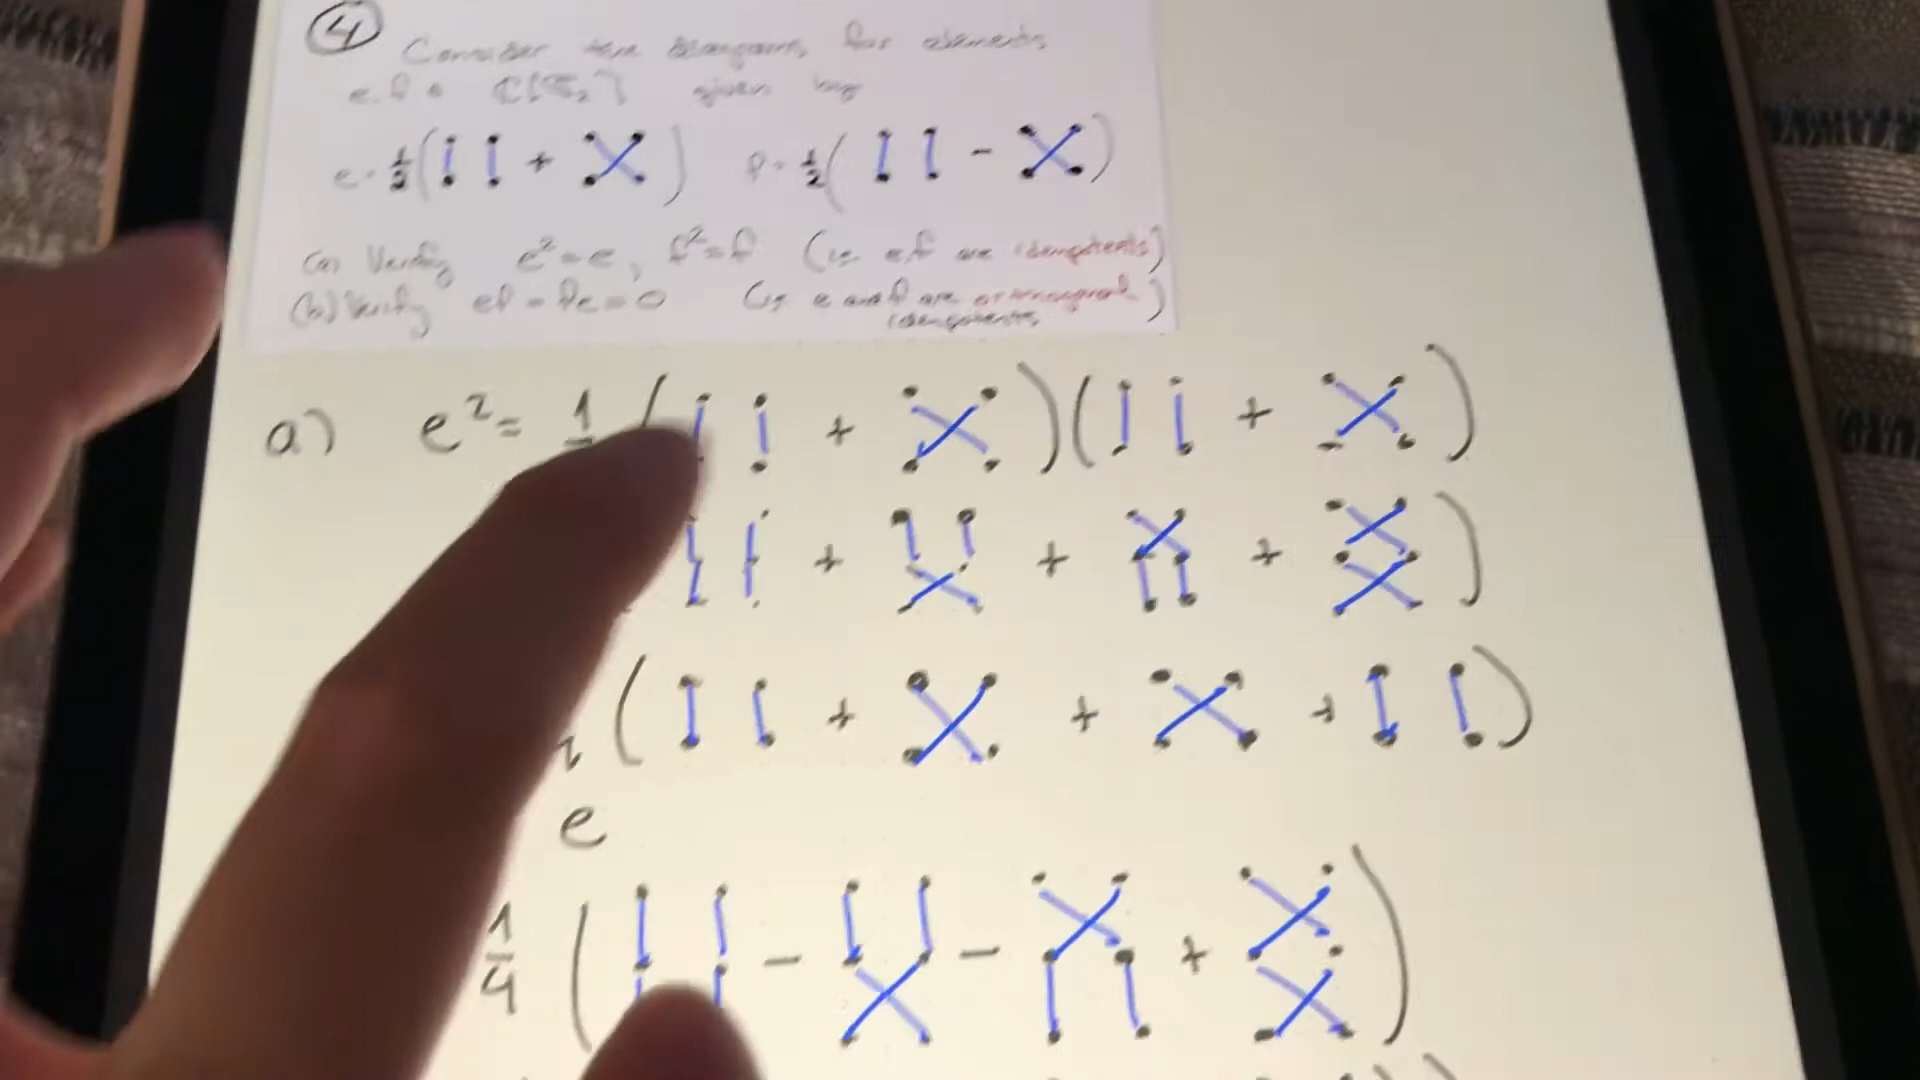 ④ Consider the diagrams for elements
e, f ∈ ℂ[S₂] given by
e = ½( | | + X ) f = ½( | | - X )
(a) Verify e² = e, f² = f (ie e, f are idempotents)
(b) Verify ef = fe = 0 (ie e and f are orthogonal
idempotents)
a) e² = 1 ( | | + X )( | | + X )
+ + + )
( | | + X + X + | | )
e
1/4 ( - - + )